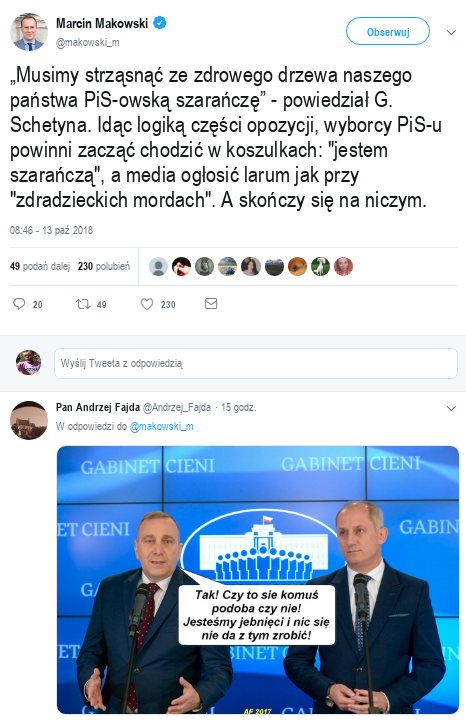 Marcin Makowski
@makowski_m
Obserwuj
„Musimy strząsnąć ze zdrowego drzewa naszego
państwa PiS-owską szarańczę” - powiedział G.
Schetyna. Idąc logiką części opozycji, wyborcy PiS-u
powinni zacząć chodzić w koszulkach: "jestem
szarańczą", a media ogłosić larum jak przy
"zdradzieckich mordach". A skończy się na niczym.
08:46 - 13 paź 2018
49 podań dalej 230 polubień
20 49 230
Wyślij Tweeta z odpowiedzią
Pan Andrzej Fajda @Andrzej_Fajda · 15 godz.
W odpowiedzi do @makowski_m
GABINET CIENI GABINET CIENI
ET CIENI GABINET
Tak! Czy to sie komuś
podoba czy nie!
Jesteśmy jebnięci i nic się
nie da z tym zrobić!
GABINET CIENI
AF 2017